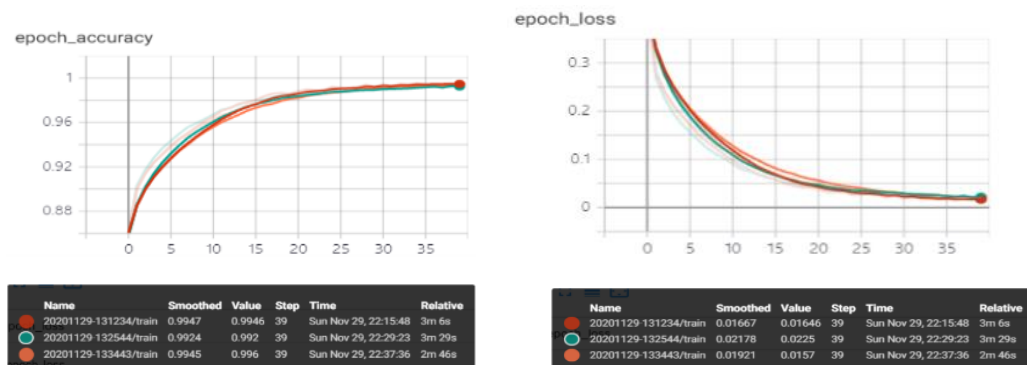 epoch_accuracy
1
0.96
0.92
0.88
0 5 10 15 20 25 30 35
Name Smoothed Value Step Time Relative
20201129-131234/train 0.9947 0.9946 39 Sun Nov 29, 22:15:48 3m 6s
20201129-132544/train 0.9924 0.992 39 Sun Nov 29, 22:29:23 3m 29s
20201129-133443/train 0.9945 0.996 39 Sun Nov 29, 22:37:36 2m 46s
epoch_loss
0.3
0.2
0.1
0
0 5 10 15 20 25 30 35
Name Smoothed Value Step Time Relative
20201129-131234/train 0.01667 0.01646 39 Sun Nov 29, 22:15:48 3m 6s
20201129-132544/train 0.02178 0.0225 39 Sun Nov 29, 22:29:23 3m 29s
20201129-133443/train 0.01921 0.0157 39 Sun Nov 29, 22:37:36 2m 46s